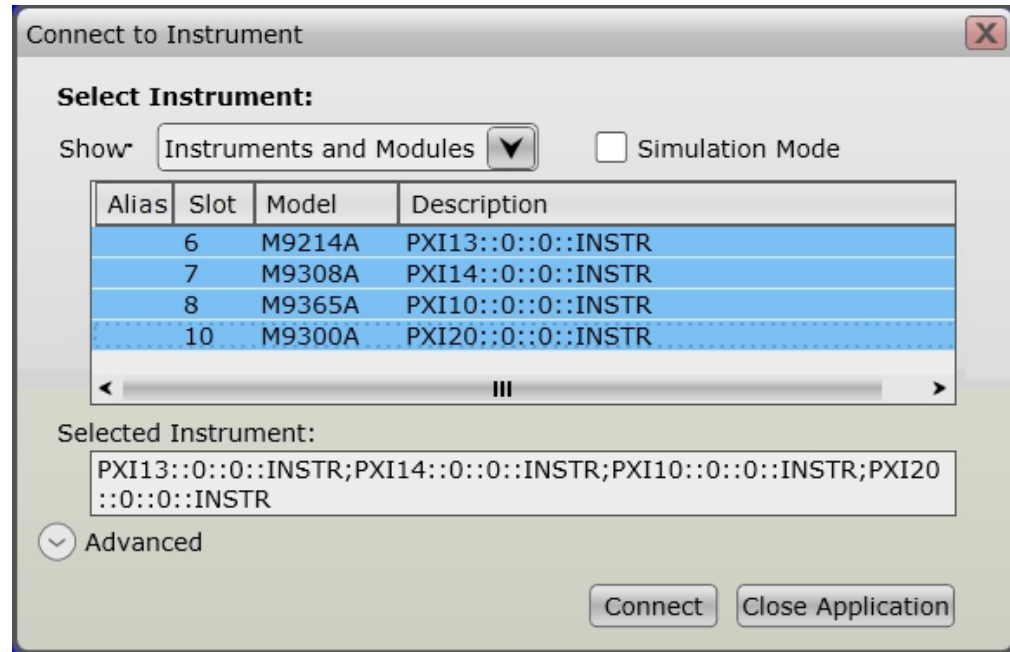 Connect to Instrument
X
Select Instrument:
Show: Instruments and Modules Simulation Mode
Alias Slot Model Description
6 M9214A PXI13::0::0::INSTR
7 M9308A PXI14::0::0::INSTR
8 M9365A PXI10::0::0::INSTR
10 M9300A PXI20::0::0::INSTR
Selected Instrument:
PXI13::0::0::INSTR;PXI14::0::0::INSTR;PXI10::0::0::INSTR;PXI20
::0::0::INSTR
Advanced
Connect Close Application